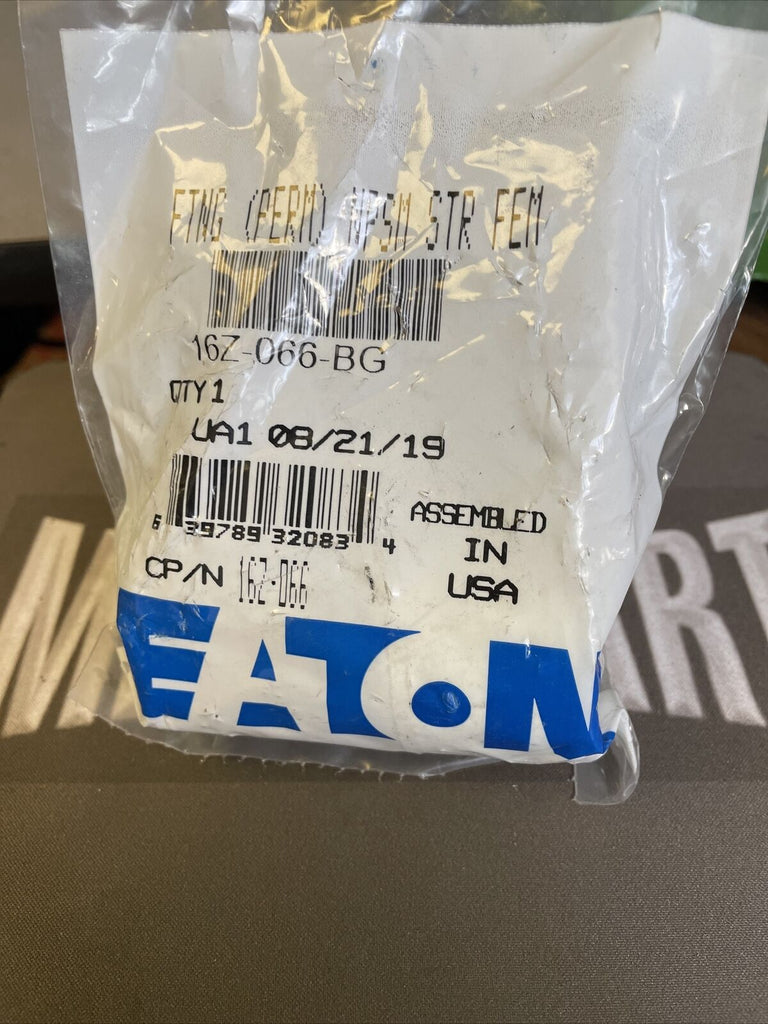 FTNG (PERM) NPSM STR FEM
16Z-066-BG
QTY 1
UA1 08/21/19
6 39789 32083 4
ASSEMBLED
IN
USA
CP/N 16Z-066
EATON